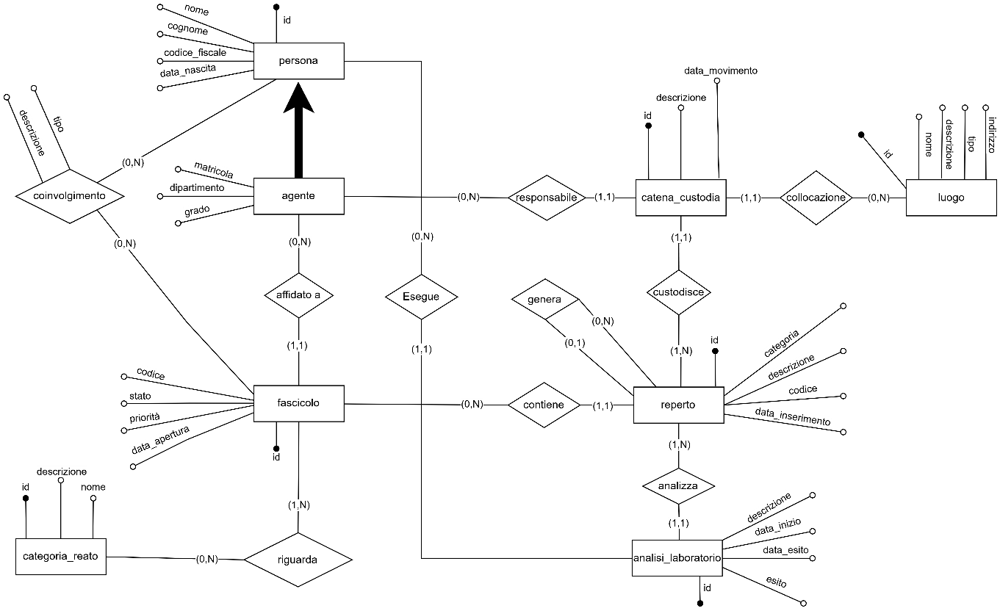 nome
id
cognome
codice_fiscale
data_nascita
persona
descrizione
tipo
(0,N)
coinvolgimento
(0,N)
matricola
dipartimento
grado
agente
(0,N)
responsabile
(1,1)
id
descrizione
data_movimento
catena_custodia
(1,1)
collocazione
(0,N)
id
nome
descrizione
tipo
indirizzo
luogo
(0,N)
affidato a
(1,1)
(0,N)
Esegue
(1,1)
(1,1)
custodisce
(1,N)
genera
(0,N)
(0,1)
id
categoria
descrizione
codice
data_inserimento
reperto
codice
stato
priorità
data_apertura
fascicolo
id
(0,N)
contiene
(1,1)
(1,N)
analizza
(1,1)
descrizione
data_inizio
data_esito
esito
analisi_laboratorio
id
(1,N)
riguarda
(0,N)
descrizione
id
nome
categoria_reato